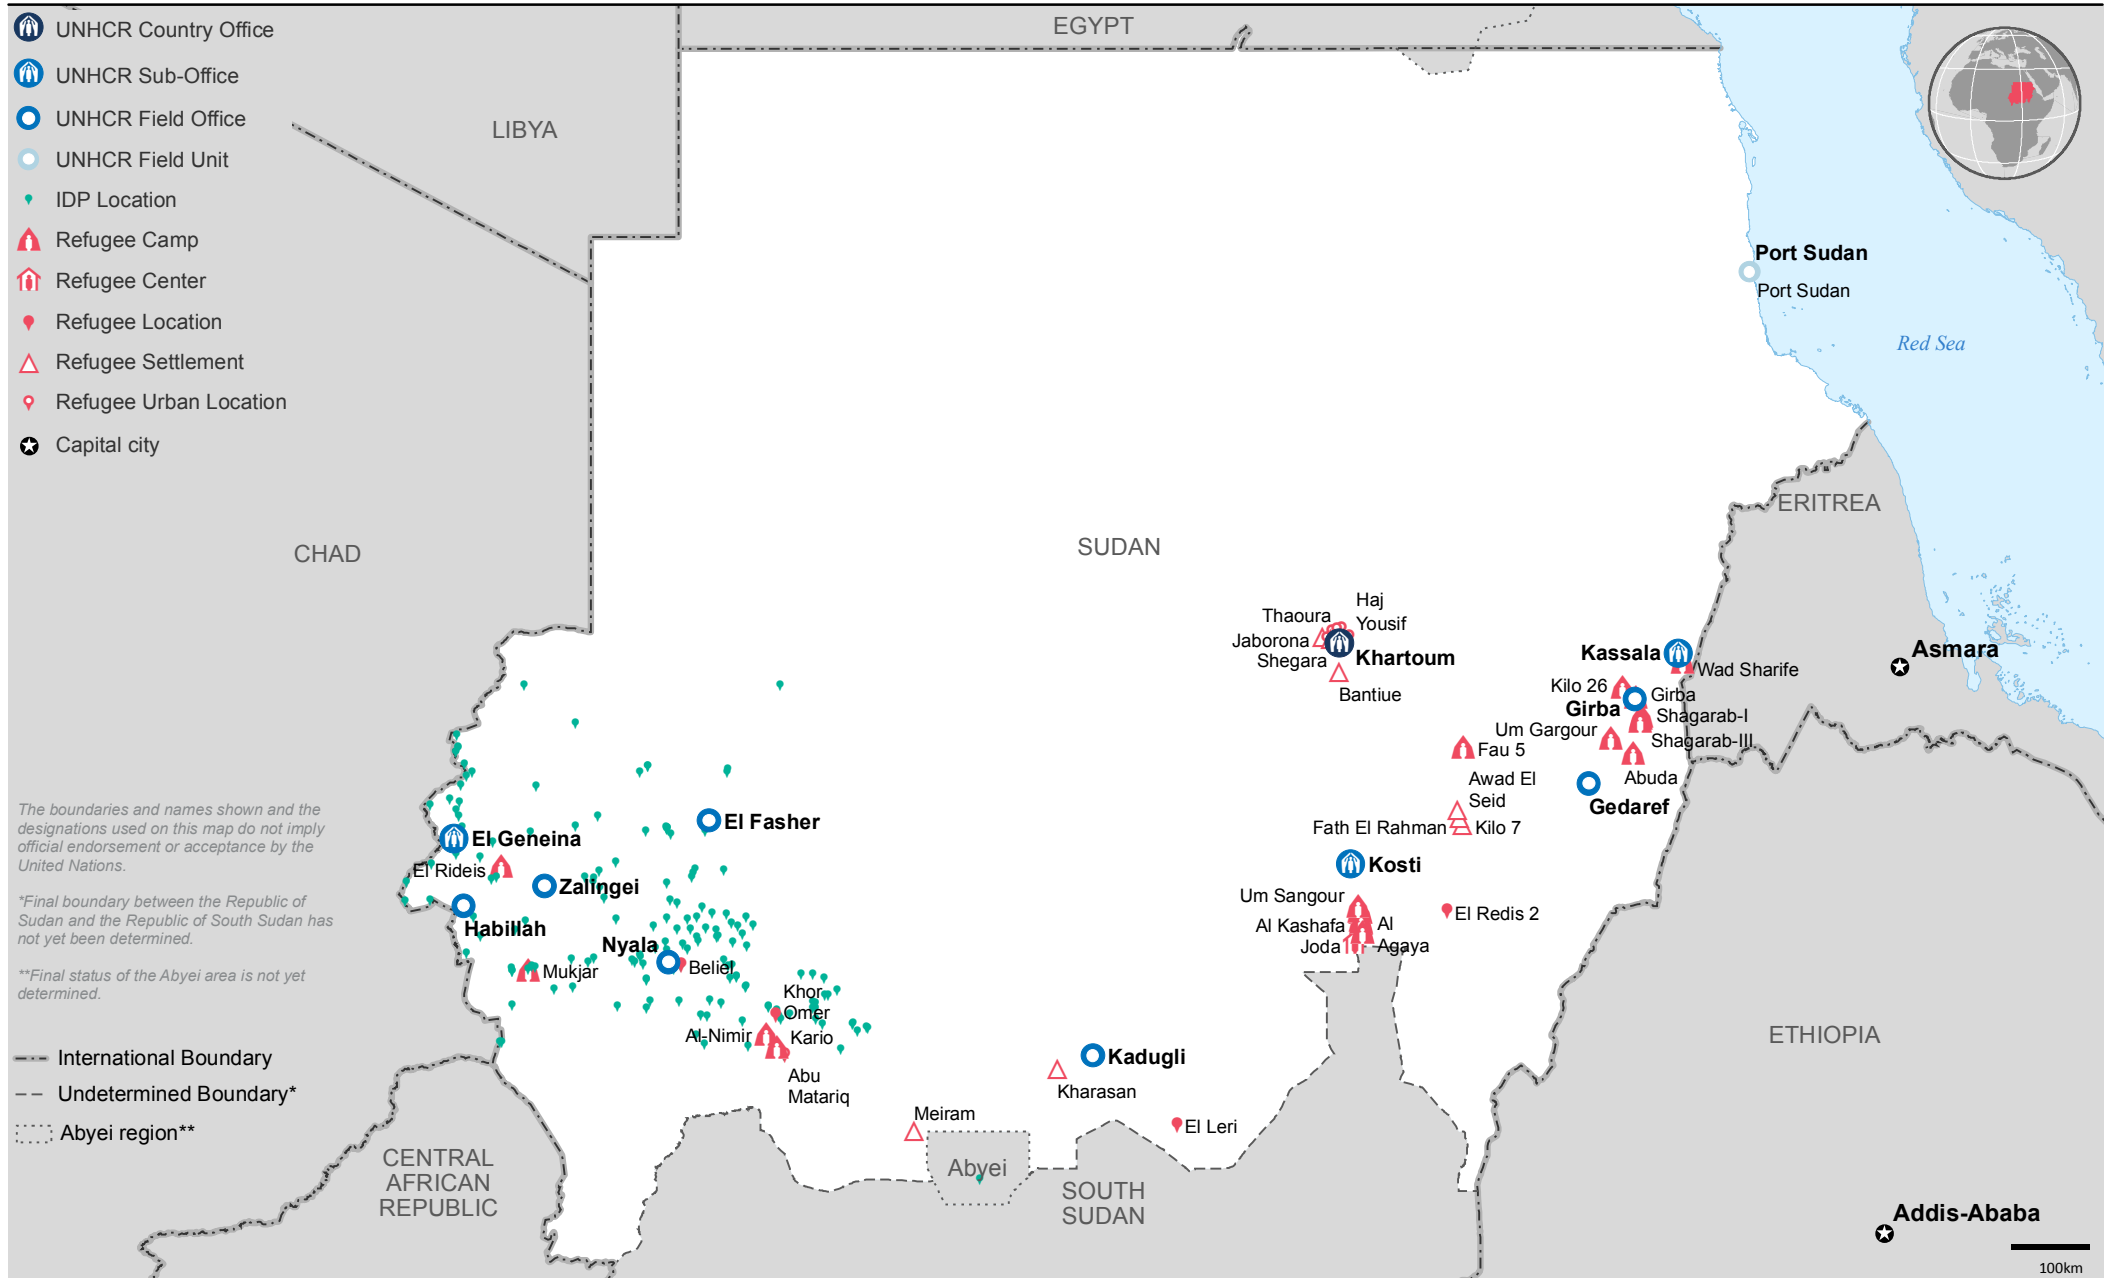 UNHCR Country Office
UNHCR Sub-Office
UNHCR Field Office
UNHCR Field Unit
IDP Location
Refugee Camp
Refugee Center
Refugee Location
Refugee Settlement
Refugee Urban Location
Capital city
EGYPT
LIBYA
CHAD
SUDAN
Port Sudan
Port Sudan
Red Sea
ERITREA
Asmara
Haj
Yousif
Thaoura
Jaborona
Shegara
Khartoum
Bantiue
Kassala
Wad Sharife
Kilo 26
Girba
Girba
Shagarab-I
Um Gargour
Shagarab-III
Fau 5
Abuda
Awad El
Seid
Gedaref
Fath El Rahman
Kilo 7
Kosti
Um Sangour
Al Kashafa
Al
Agaya
Joda
El Redis 2
El Fasher
El Geneina
El Rideis
Zalingei
Habillah
Nyala
Beliel
Mukjar
Khor
Omer
Al-Nimir
Kario
Abu
Matariq
Kadugli
Kharasan
Meiram
El Leri
Abyei
SOUTH
SUDAN
ETHIOPIA
Addis-Ababa
CENTRAL
AFRICAN
REPUBLIC
The boundaries and names shown and the
designations used on this map do not imply
official endorsement or acceptance by the
United Nations.
*Final boundary between the Republic of
Sudan and the Republic of South Sudan has
not yet been determined.
**Final status of the Abyei area is not yet
determined.
International Boundary
Undetermined Boundary*
Abyei region**
100km